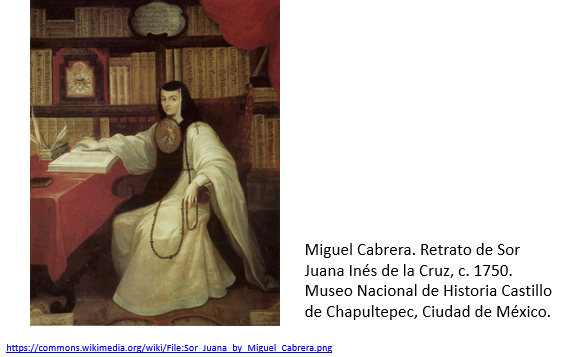 Miguel Cabrera. Retrato de Sor
Juana Inés de la Cruz, c. 1750.
Museo Nacional de Historia Castillo
de Chapultepec, Ciudad de México.
https://commons.wikimedia.org/wiki/File:Sor_Juana_by_Miguel_Cabrera.png